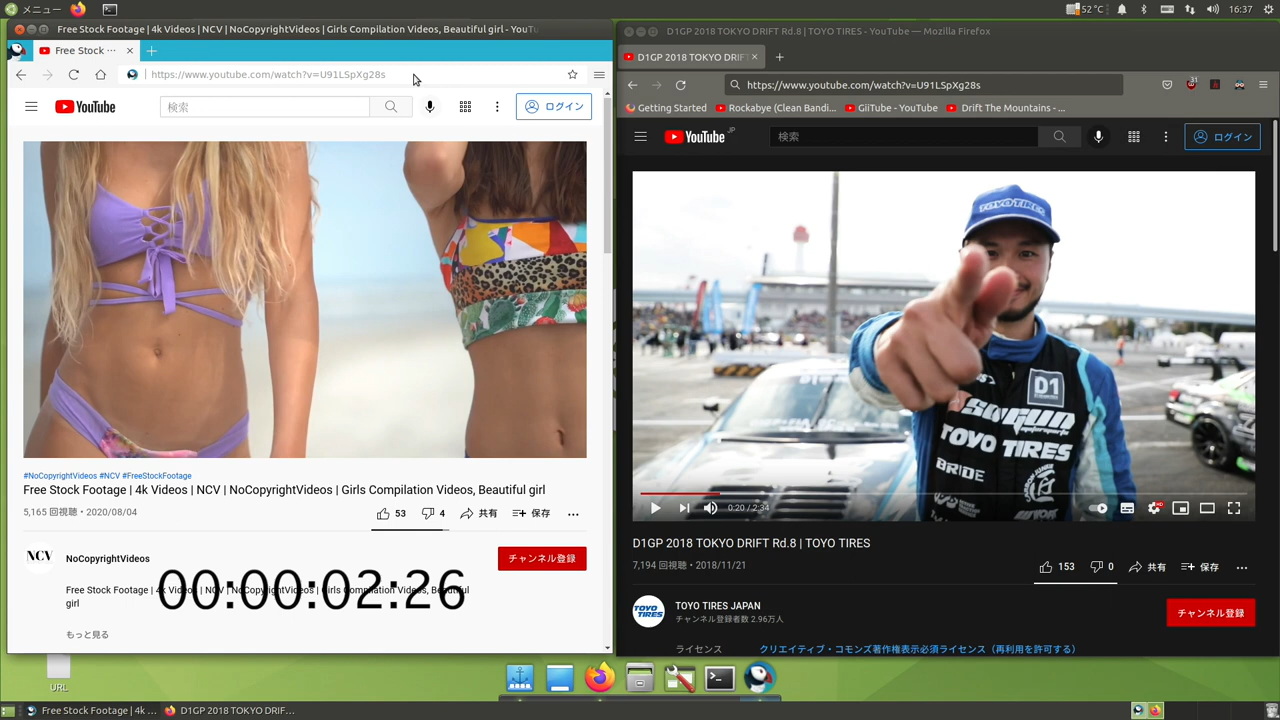 メニュー
52°C
16:37
Free Stock Footage | 4k Videos | NCV | NoCopyrightVideos | Girls Compilation Videos, Beautiful girl - YouTu
Free Stock ···
https://www.youtube.com/watch?v=U91LSpXg28s
YouTube
検索
ログイン
#NoCopyrightVideos #NCV #FreeStockFootage
Free Stock Footage | 4k Videos | NCV | NoCopyrightVideos | Girls Compilation Videos, Beautiful girl
5,165 回視聴・2020/08/04
53
4
共有
保存
NCV
NoCopyrightVideos
チャンネル登録
Free Stock Footage | 4k Videos | NCV | NoCopyrightVideos | Girls Compilation Videos, Beautiful
girl
00:00:02:26
もっと見る
D1GP 2018 TOKYO DRIFT Rd.8 | TOYO TIRES - YouTube — Mozilla Firefox
D1GP 2018 TOKYO DRIFT
https://www.youtube.com/watch?v=U91LSpXg28s
31
Getting Started
Rockabye (Clean Bandi...
GiiTube - YouTube
Drift The Mountains - ...
YouTube JP
検索
ログイン
TOYO TIRES
D1
TOYO TIRES
BRIDE
0:20 / 2:34
HD
D1GP 2018 TOKYO DRIFT Rd.8 | TOYO TIRES
7,194 回視聴・2018/11/21
153
0
共有
保存
TOYO TIRES
TOYO TIRES JAPAN
チャンネル登録者数 2.96万人
チャンネル登録
ライセンス
クリエイティブ・コモンズ著作権表示必須ライセンス（再利用を許可する）
URL
Free Stock Footage | 4k ...
D1GP 2018 TOKYO DRIF...